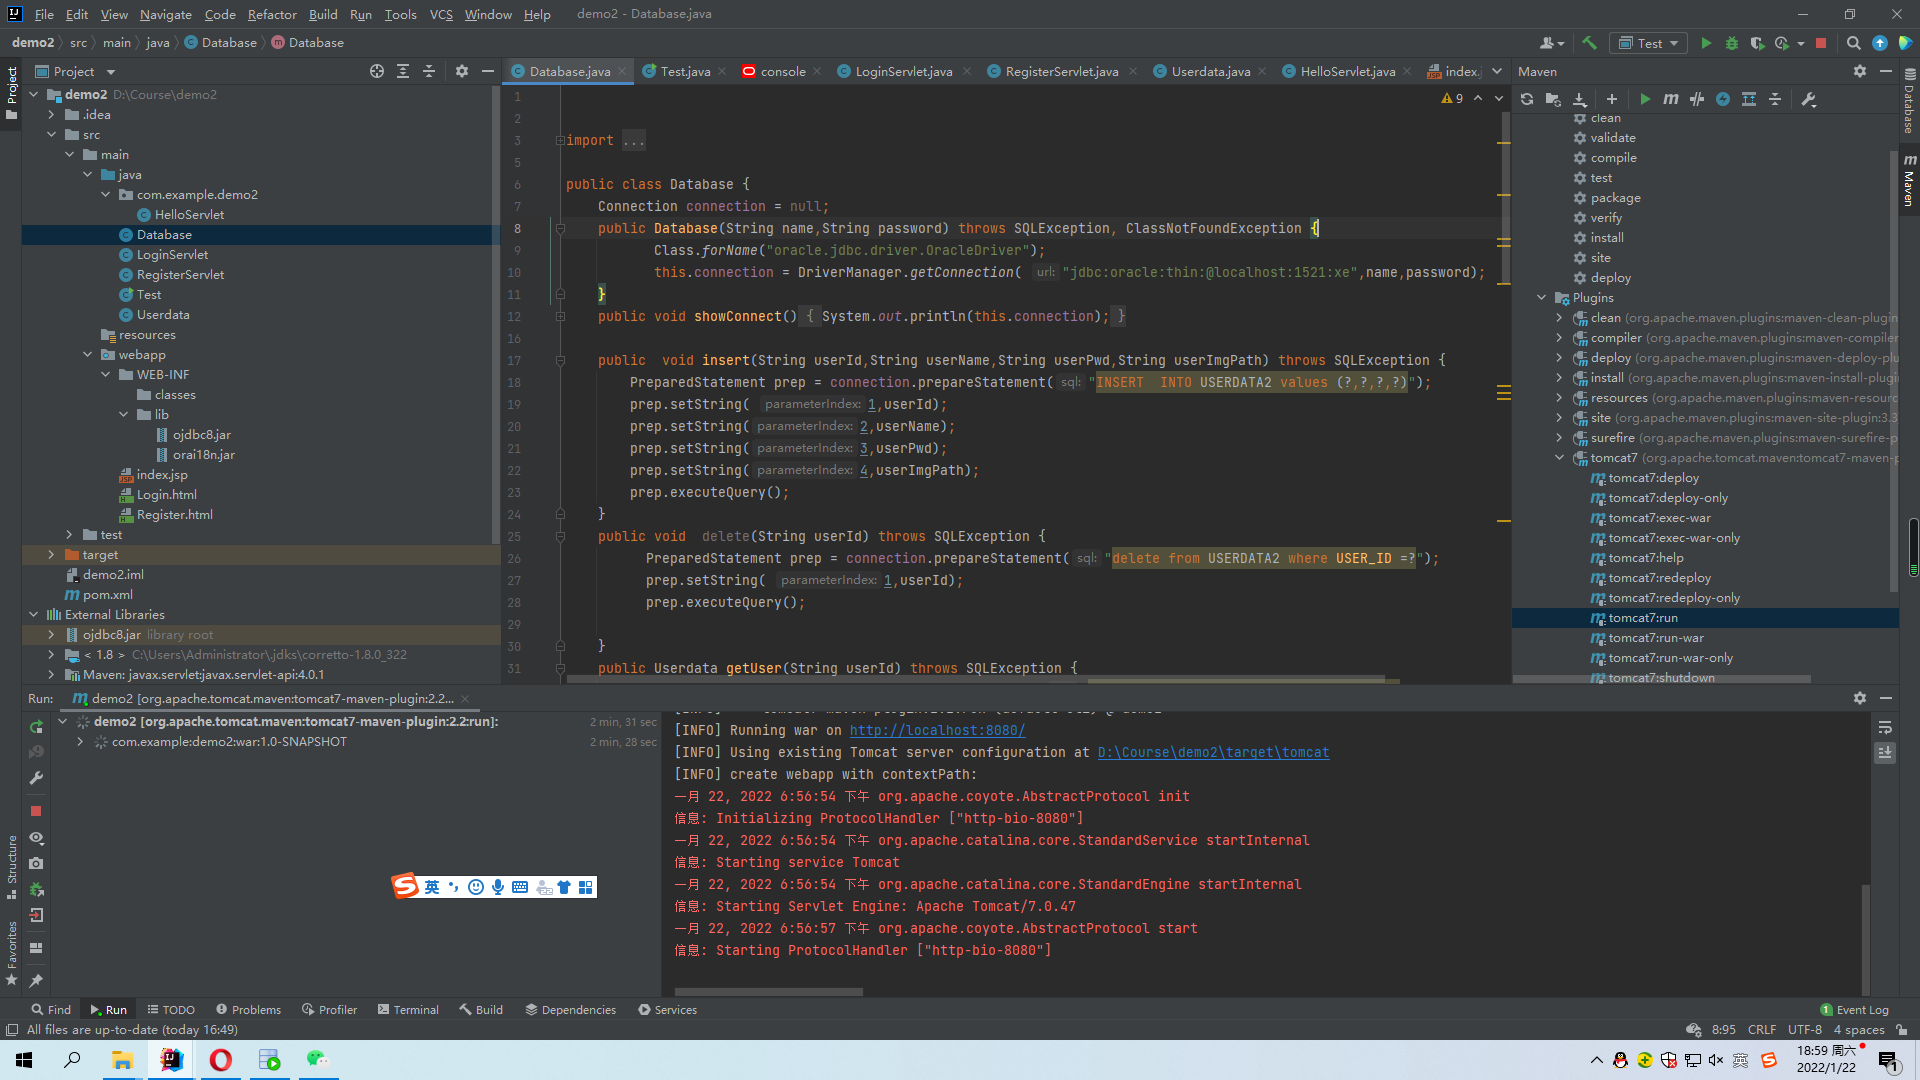 File Edit View Navigate Code Refactor Build Run Tools VCS Window Help demo2 - Database.java
demo2 src main java Database Database
Test
Project
Database.java Test.java console LoginServlet.java RegisterServlet.java Userdata.java HelloServlet.java index.
Maven
demo2 D:\Course\demo2
.idea
src
main
java
com.example.demo2
HelloServlet
Database
LoginServlet
RegisterServlet
Test
Userdata
resources
webapp
WEB-INF
classes
lib
ojdbc8.jar
orai18n.jar
index.jsp
Login.html
Register.html
test
target
demo2.iml
pom.xml
External Libraries
ojdbc8.jar library root
< 1.8 > C:\Users\Administrator\.jdks\corretto-1.8.0_322
Maven: javax.servlet:javax.servlet-api:4.0.1
9
1
2
3 import ...
5
6 public class Database {
7 Connection connection = null;
8 public Database(String name,String password) throws SQLException, ClassNotFoundException {
9 Class.forName("oracle.jdbc.driver.OracleDriver");
10 this.connection = DriverManager.getConnection( url: "jdbc:oracle:thin:@localhost:1521:xe",name,password);
11 }
12 public void showConnect() { System.out.println(this.connection); }
16
17 public  void insert(String userId,String userName,String userPwd,String userImgPath) throws SQLException {
18 PreparedStatement prep = connection.prepareStatement( sql: "INSERT  INTO USERDATA2 values (?,?,?,?)");
19 prep.setString( parameterIndex: 1,userId);
20 prep.setString( parameterIndex: 2,userName);
21 prep.setString( parameterIndex: 3,userPwd);
22 prep.setString( parameterIndex: 4,userImgPath);
23 prep.executeQuery();
24 }
25 public void  delete(String userId) throws SQLException {
26 PreparedStatement prep = connection.prepareStatement( sql: "delete from USERDATA2 where USER_ID =?");
27 prep.setString( parameterIndex: 1,userId);
28 prep.executeQuery();
29
30 }
31 public Userdata getUser(String userId) throws SQLException {
clean
validate
compile
test
package
verify
install
site
deploy
Plugins
clean (org.apache.maven.plugins:maven-clean-plugin
compiler (org.apache.maven.plugins:maven-compiler
deploy (org.apache.maven.plugins:maven-deploy-plu
install (org.apache.maven.plugins:maven-install-plugi
resources (org.apache.maven.plugins:maven-resourc
site (org.apache.maven.plugins:maven-site-plugin:3.3
surefire (org.apache.maven.plugins:maven-surefire-p
tomcat7 (org.apache.tomcat.maven:tomcat7-maven-p
tomcat7:deploy
tomcat7:deploy-only
tomcat7:exec-war
tomcat7:exec-war-only
tomcat7:help
tomcat7:redeploy
tomcat7:redeploy-only
tomcat7:run
tomcat7:run-war
tomcat7:run-war-only
tomcat7:shutdown
Database
Maven
Project
Structure
Favorites
Run: demo2 [org.apache.tomcat.maven:tomcat7-maven-plugin:2.2...
demo2 [org.apache.tomcat.maven:tomcat7-maven-plugin:2.2:run]: 2 min, 31 sec
com.example:demo2:war:1.0-SNAPSHOT 2 min, 28 sec
[INFO] Running war on http://localhost:8080/
[INFO] Using existing Tomcat server configuration at D:\Course\demo2\target\tomcat
[INFO] create webapp with contextPath:
一月 22, 2022 6:56:54 下午 org.apache.coyote.AbstractProtocol init
信息: Initializing ProtocolHandler ["http-bio-8080"]
一月 22, 2022 6:56:54 下午 org.apache.catalina.core.StandardService startInternal
信息: Starting service Tomcat
一月 22, 2022 6:56:54 下午 org.apache.catalina.core.StandardEngine startInternal
信息: Starting Servlet Engine: Apache Tomcat/7.0.47
一月 22, 2022 6:56:57 下午 org.apache.coyote.AbstractProtocol start
信息: Starting ProtocolHandler ["http-bio-8080"]
英
Find Run TODO Problems Profiler Terminal Build Dependencies Services 1 Event Log
All files are up-to-date (today 16:49) 8:95 CRLF UTF-8 4 spaces
英 18:59 周六
2022/1/22 1